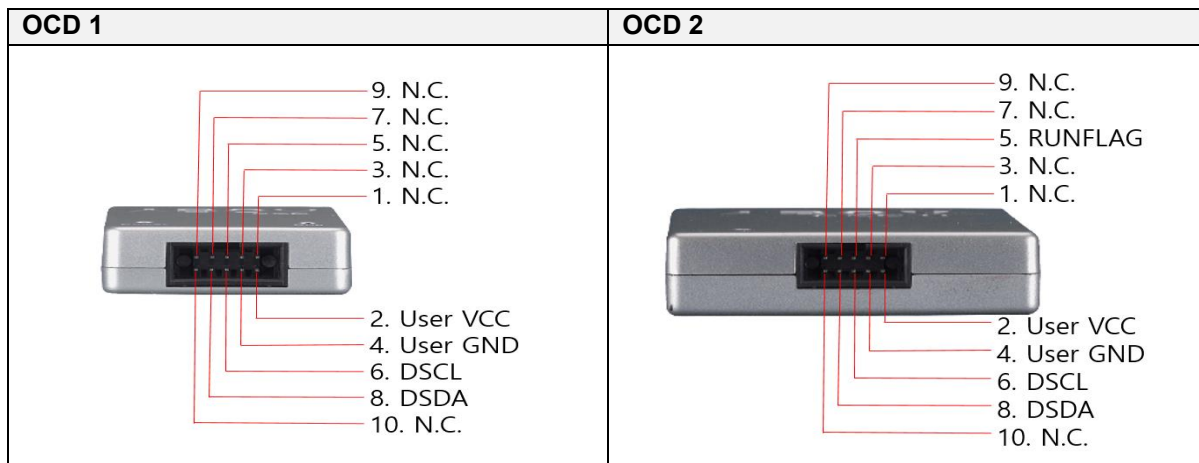 OCD 1
9. N.C.
7. N.C.
5. N.C.
3. N.C.
1. N.C.
2. User VCC
4. User GND
6. DSCL
8. DSDA
10. N.C.
OCD 2
9. N.C.
7. N.C.
5. RUNFLAG
3. N.C.
1. N.C.
2. User VCC
4. User GND
6. DSCL
8. DSDA
10. N.C.